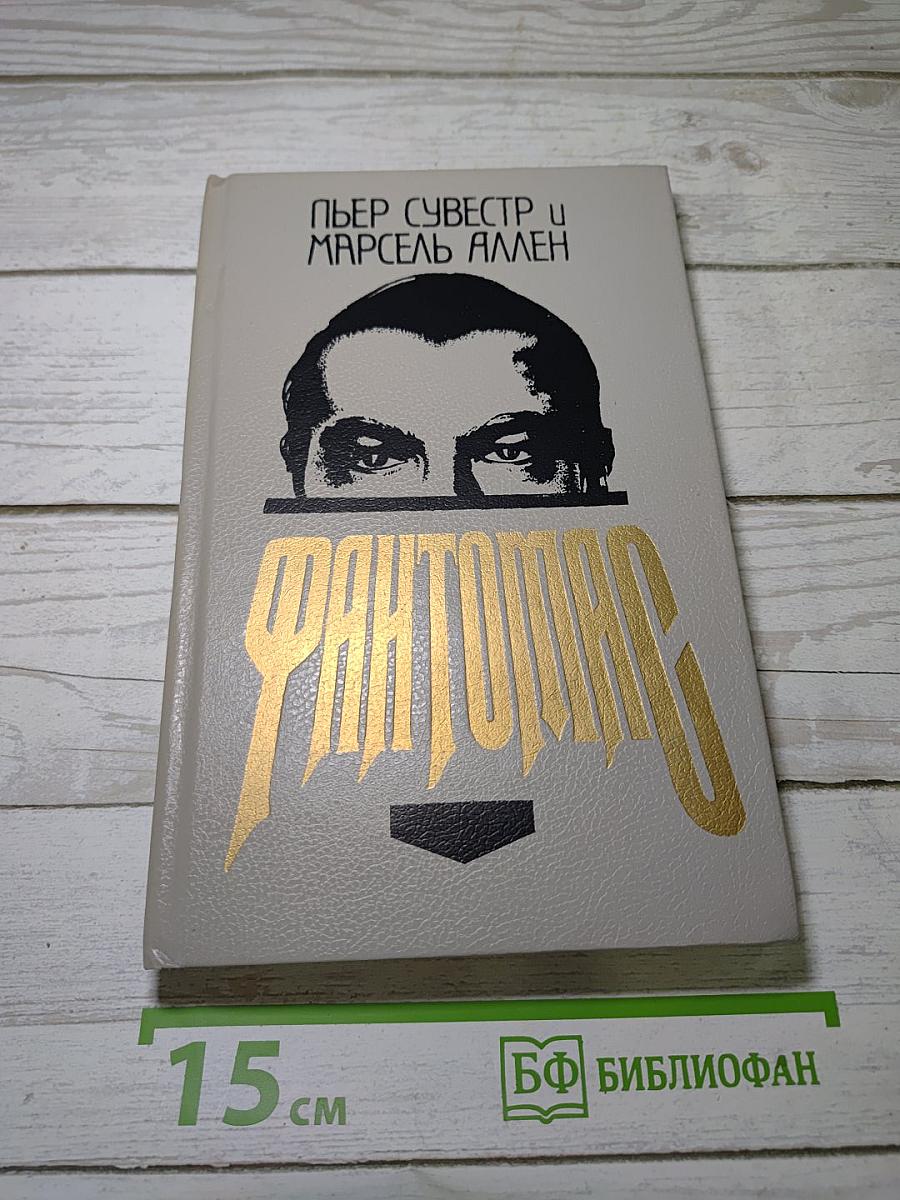 ПЬЕР СУВЕСТР и
МАРСЕЛЬ АЛЛЕН
ФАНТОМАС
15 см
БФ БИБЛИОФАН